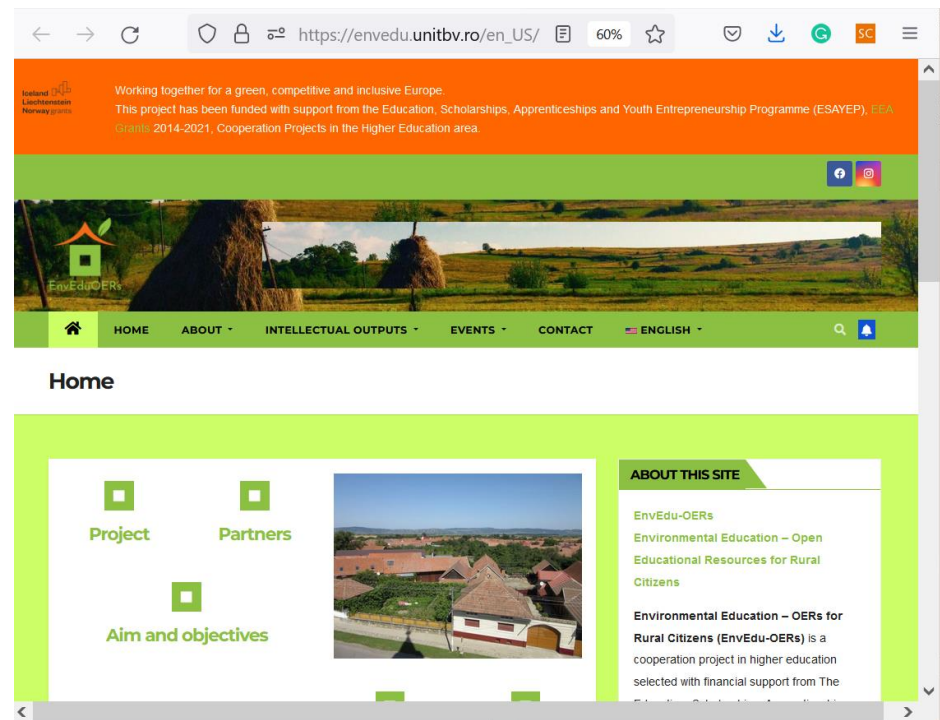 https://envedu.unitbv.ro/en_US/
60%
SC
Iceland
Liechtenstein
Norway grants
Working together for a green, competitive and inclusive Europe.
This project has been funded with support from the Education, Scholarships, Apprenticeships and Youth Entrepreneurship Programme (ESAYEP), EEA
Grants 2014-2021, Cooperation Projects in the Higher Education area.
EnvEduOERs
HOME ABOUT INTELLECTUAL OUTPUTS EVENTS CONTACT ENGLISH
Home
Project Partners
Aim and objectives
ABOUT THIS SITE
EnvEdu-OERs
Environmental Education – Open
Educational Resources for Rural
Citizens
Environmental Education – OERs for
Rural Citizens (EnvEdu-OERs) is a
cooperation project in higher education
selected with financial support from The